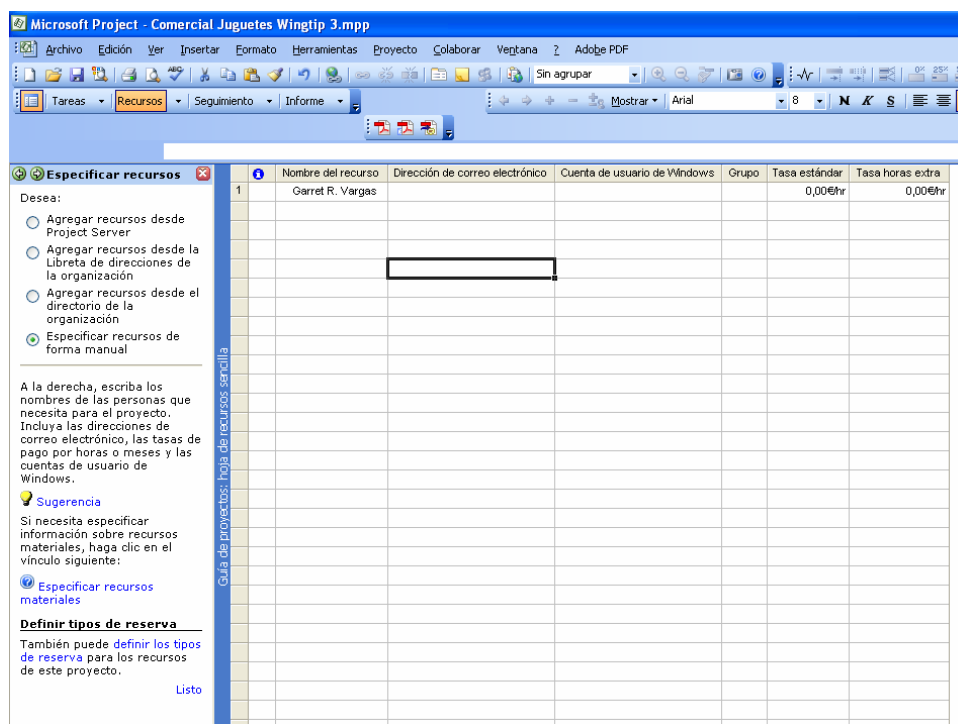 Microsoft Project - Comercial Juguetes Wingtip 3.mpp
Archivo Edición Ver Insertar Formato Herramientas Proyecto Colaborar Ventana ? Adobe PDF
Sin agrupar
Tareas Recursos Seguimiento Informe Mostrar Arial 8 N K S
Especificar recursos
Desea:
Agregar recursos desde
Project Server
Agregar recursos desde la
Libreta de direcciones de
la organización
Agregar recursos desde el
directorio de la
organización
Especificar recursos de
forma manual
A la derecha, escriba los
nombres de las personas que
necesita para el proyecto.
Incluya las direcciones de
correo electrónico, las tasas de
pago por horas o meses y las
cuentas de usuario de
Windows.
Sugerencia
Si necesita especificar
información sobre recursos
materiales, haga clic en el
vínculo siguiente:
Especificar recursos
materiales
Definir tipos de reserva
También puede definir los tipos
de reserva para los recursos
de este proyecto.
Listo
Guía de proyectos: hoja de recursos sencilla
Nombre del recurso Dirección de correo electrónico Cuenta de usuario de Windows Grupo Tasa estándar Tasa horas extra
1 Garret R. Vargas 0,00€/hr 0,00€/hr